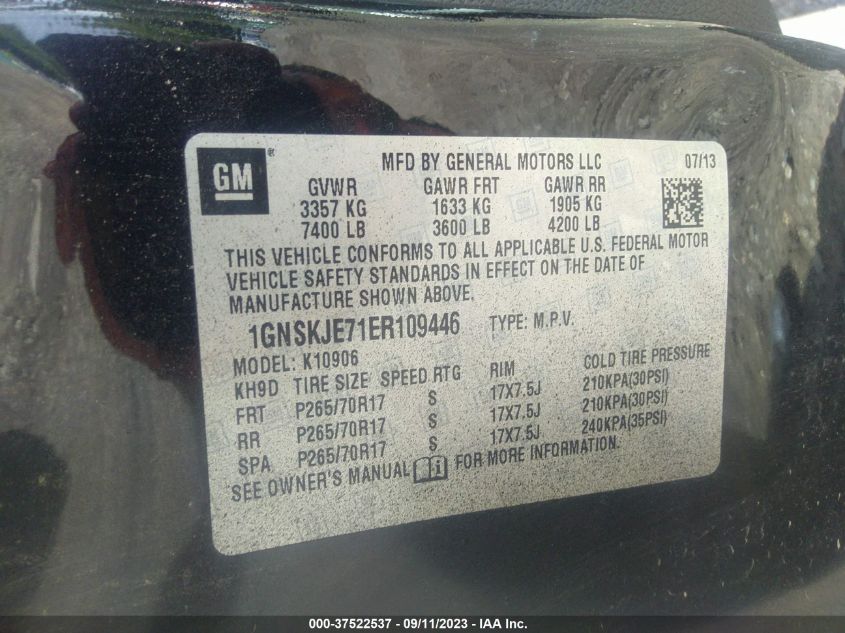 GM® MFD BY GENERAL MOTORS LLC 07/13
GVWR GAWR FRT GAWR RR
3357 KG 1633 KG 1905 KG
7400 LB 3600 LB 4200 LB
THIS VEHICLE CONFORMS TO ALL APPLICABLE U.S. FEDERAL MOTOR
VEHICLE SAFETY STANDARDS IN EFFECT ON THE DATE OF
MANUFACTURE SHOWN ABOVE.
1GNSKJE71ER109446 TYPE: M.P.V.
MODEL: K10906
KH9D TIRE SIZE SPEED RTG RIM COLD TIRE PRESSURE
FRT P265/70R17 S 17X7.5J 210KPA(30PSI)
RR P265/70R17 S 17X7.5J 210KPA(30PSI)
SPA P265/70R17 S 17X7.5J 240KPA(35PSI)
SEE OWNER'S MANUAL FOR MORE INFORMATION.
000-37522537 - 09/11/2023 - IAA Inc.